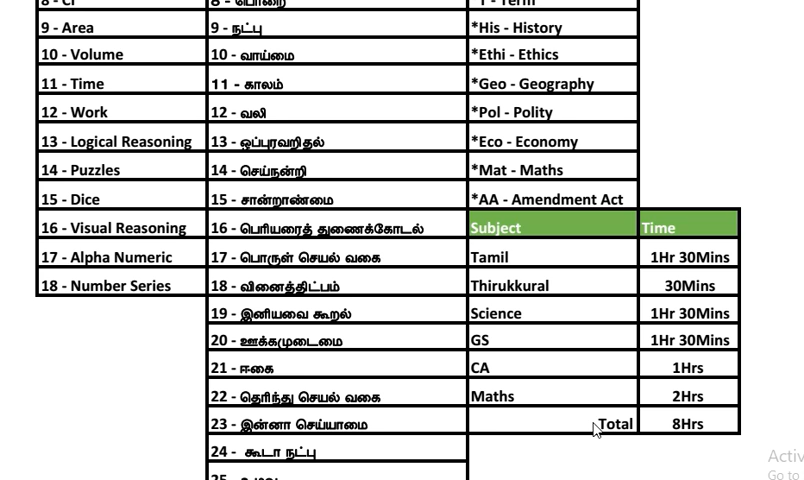 9 - Area 9 - நட்பு *His - History
10 - Volume 10 - வாய்மை *Ethi - Ethics
11 - Time 11 - காலம் *Geo - Geography
12 - Work 12 - வலி *Pol - Polity
13 - Logical Reasoning 13 - ஒப்புரவறிதல் *Eco - Economy
14 - Puzzles 14 - செய்நன்றி *Mat - Maths
15 - Dice 15 - சான்றாண்மை *AA - Amendment Act
16 - Visual Reasoning 16 - பெரியரைத் துணைக்கோடல் Subject Time
17 - Alpha Numeric 17 - பொருள் செயல் வகை Tamil 1Hr 30Mins
18 - Number Series 18 - வினைத்திட்பம் Thirukkural 30Mins
19 - இனியவை கூறல் Science 1Hr 30Mins
20 - ஊக்கமுடைமை GS 1Hr 30Mins
21 - ஈகை CA 1Hrs
22 - தெரிந்து செயல் வகை Maths 2Hrs
23 - இன்னா செய்யாமை Total 8Hrs
24 - கூடா நட்பு
Activ
Go to